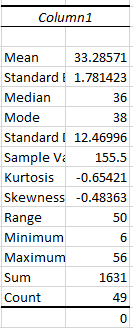 Column1
Mean 33.28571
Standard E 1.781423
Median 36
Mode 38
Standard D 12.46996
Sample Va 155.5
Kurtosis -0.65421
Skewness -0.48363
Range 50
Minimum 6
Maximum 56
Sum 1631
Count 49
0